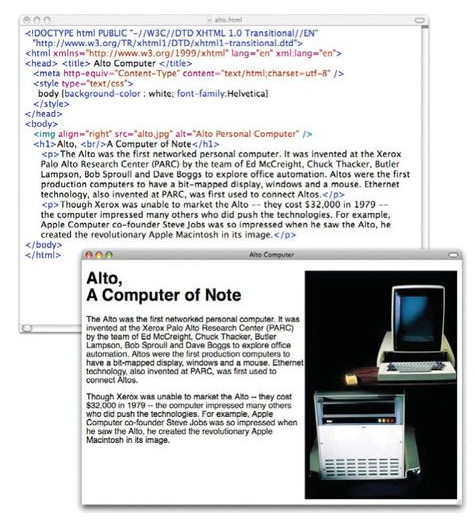 alto.html
<!DOCTYPE html PUBLIC "-//W3C//DTD XHTML 1.0 Transitional//EN"
"http://www.w3.org/TR/xhtml1/DTD/xhtml1-transitional.dtd">
<html xmlns="http://www.w3.org/1999/xhtml" lang="en" xml:lang="en">
<head> <title> Alto Computer </title>
<meta http-equiv="Content-Type" content="text/html;charset=utf-8" />
<style type="text/css">
body {background-color : white; font-family:Helvetica}
</style>
</head>
<body>
<img align="right" src="alto.jpg" alt="Alto Personal Computer" />
<h1>Alto, <br/>A Computer of Note</h1>
<p>The Alto was the first networked personal computer. It was invented at the Xerox
Palo Alto Research Center (PARC) by the team of Ed McCreight, Chuck Thacker, Butler
Lampson, Bob Sproull and Dave Boggs to explore office automation. Altos were the first
production computers to have a bit-mapped display, windows and a mouse. Ethernet
technology, also invented at PARC, was first used to connect Altos.</p>
<p>Though Xerox was unable to market the Alto -- they cost $32,000 in 1979 --
the computer impressed many others who did push the technologies. For example,
Apple Computer co-founder Steve Jobs was so impressed when he saw the Alto, he
created the revolutionary Apple Macintosh in its image.</p>
</body>
</html>
Alto Computer
Alto,
A Computer of Note
The Alto was the first networked personal computer. It was
invented at the Xerox Palo Alto Research Center (PARC)
by the team of Ed McCreight, Chuck Thacker, Butler
Lampson, Bob Sproull and Dave Boggs to explore office
automation. Altos were the first production computers to
have a bit-mapped display, windows and a mouse. Ethernet
technology, also invented at PARC, was first used to
connect Altos.
Though Xerox was unable to market the Alto -- they cost
$32,000 in 1979 -- the computer impressed many others
who did push the technologies. For example, Apple
Computer co-founder Steve Jobs was so impressed when
he saw the Alto, he created the revolutionary Apple
Macintosh in its image.